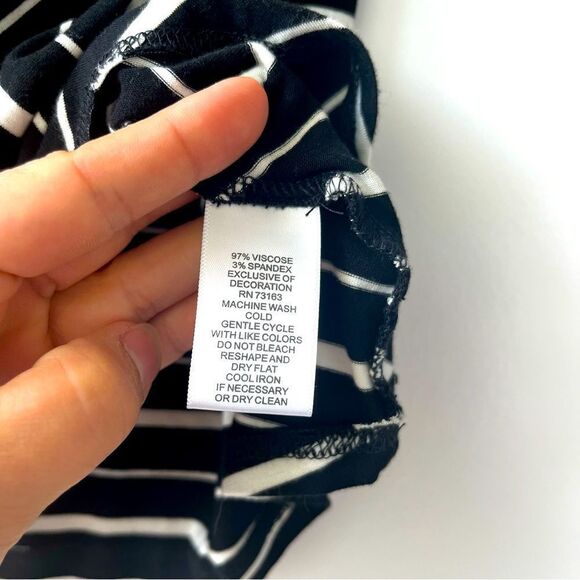 97% VISCOSE
3% SPANDEX
EXCLUSIVE OF
DECORATION
RN 73163
MACHINE WASH
COLD
GENTLE CYCLE
WITH LIKE COLORS
DO NOT BLEACH
RESHAPE AND
DRY FLAT
COOL IRON
IF NECESSARY
OR DRY CLEAN